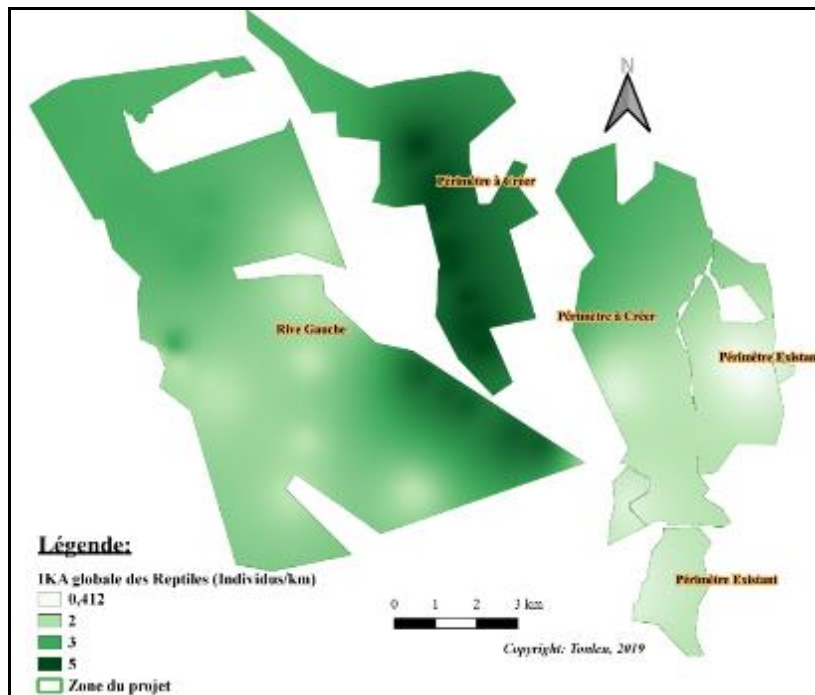 N
Périmètre à Créer
Périmètre à Créer
Rive Gauche
Périmètre Existan
Périmètre Existant
Légende:
IKA globale des Reptiles (Individus/km)
0,412
2
3
5
Zone du projet
0 1 2 3 km
Copyright: Tonleu, 2019